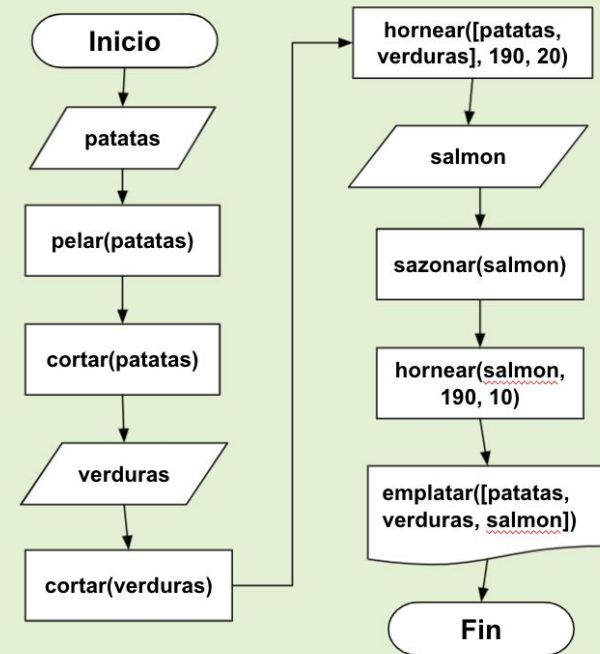 Inicio
patatas
pelar(patatas)
cortar(patatas)
verduras
cortar(verduras)
hornear([patatas,
verduras], 190, 20)
salmon
sazonar(salmon)
hornear(salmon,
190, 10)
emplatar([patatas,
verduras, salmon])
Fin